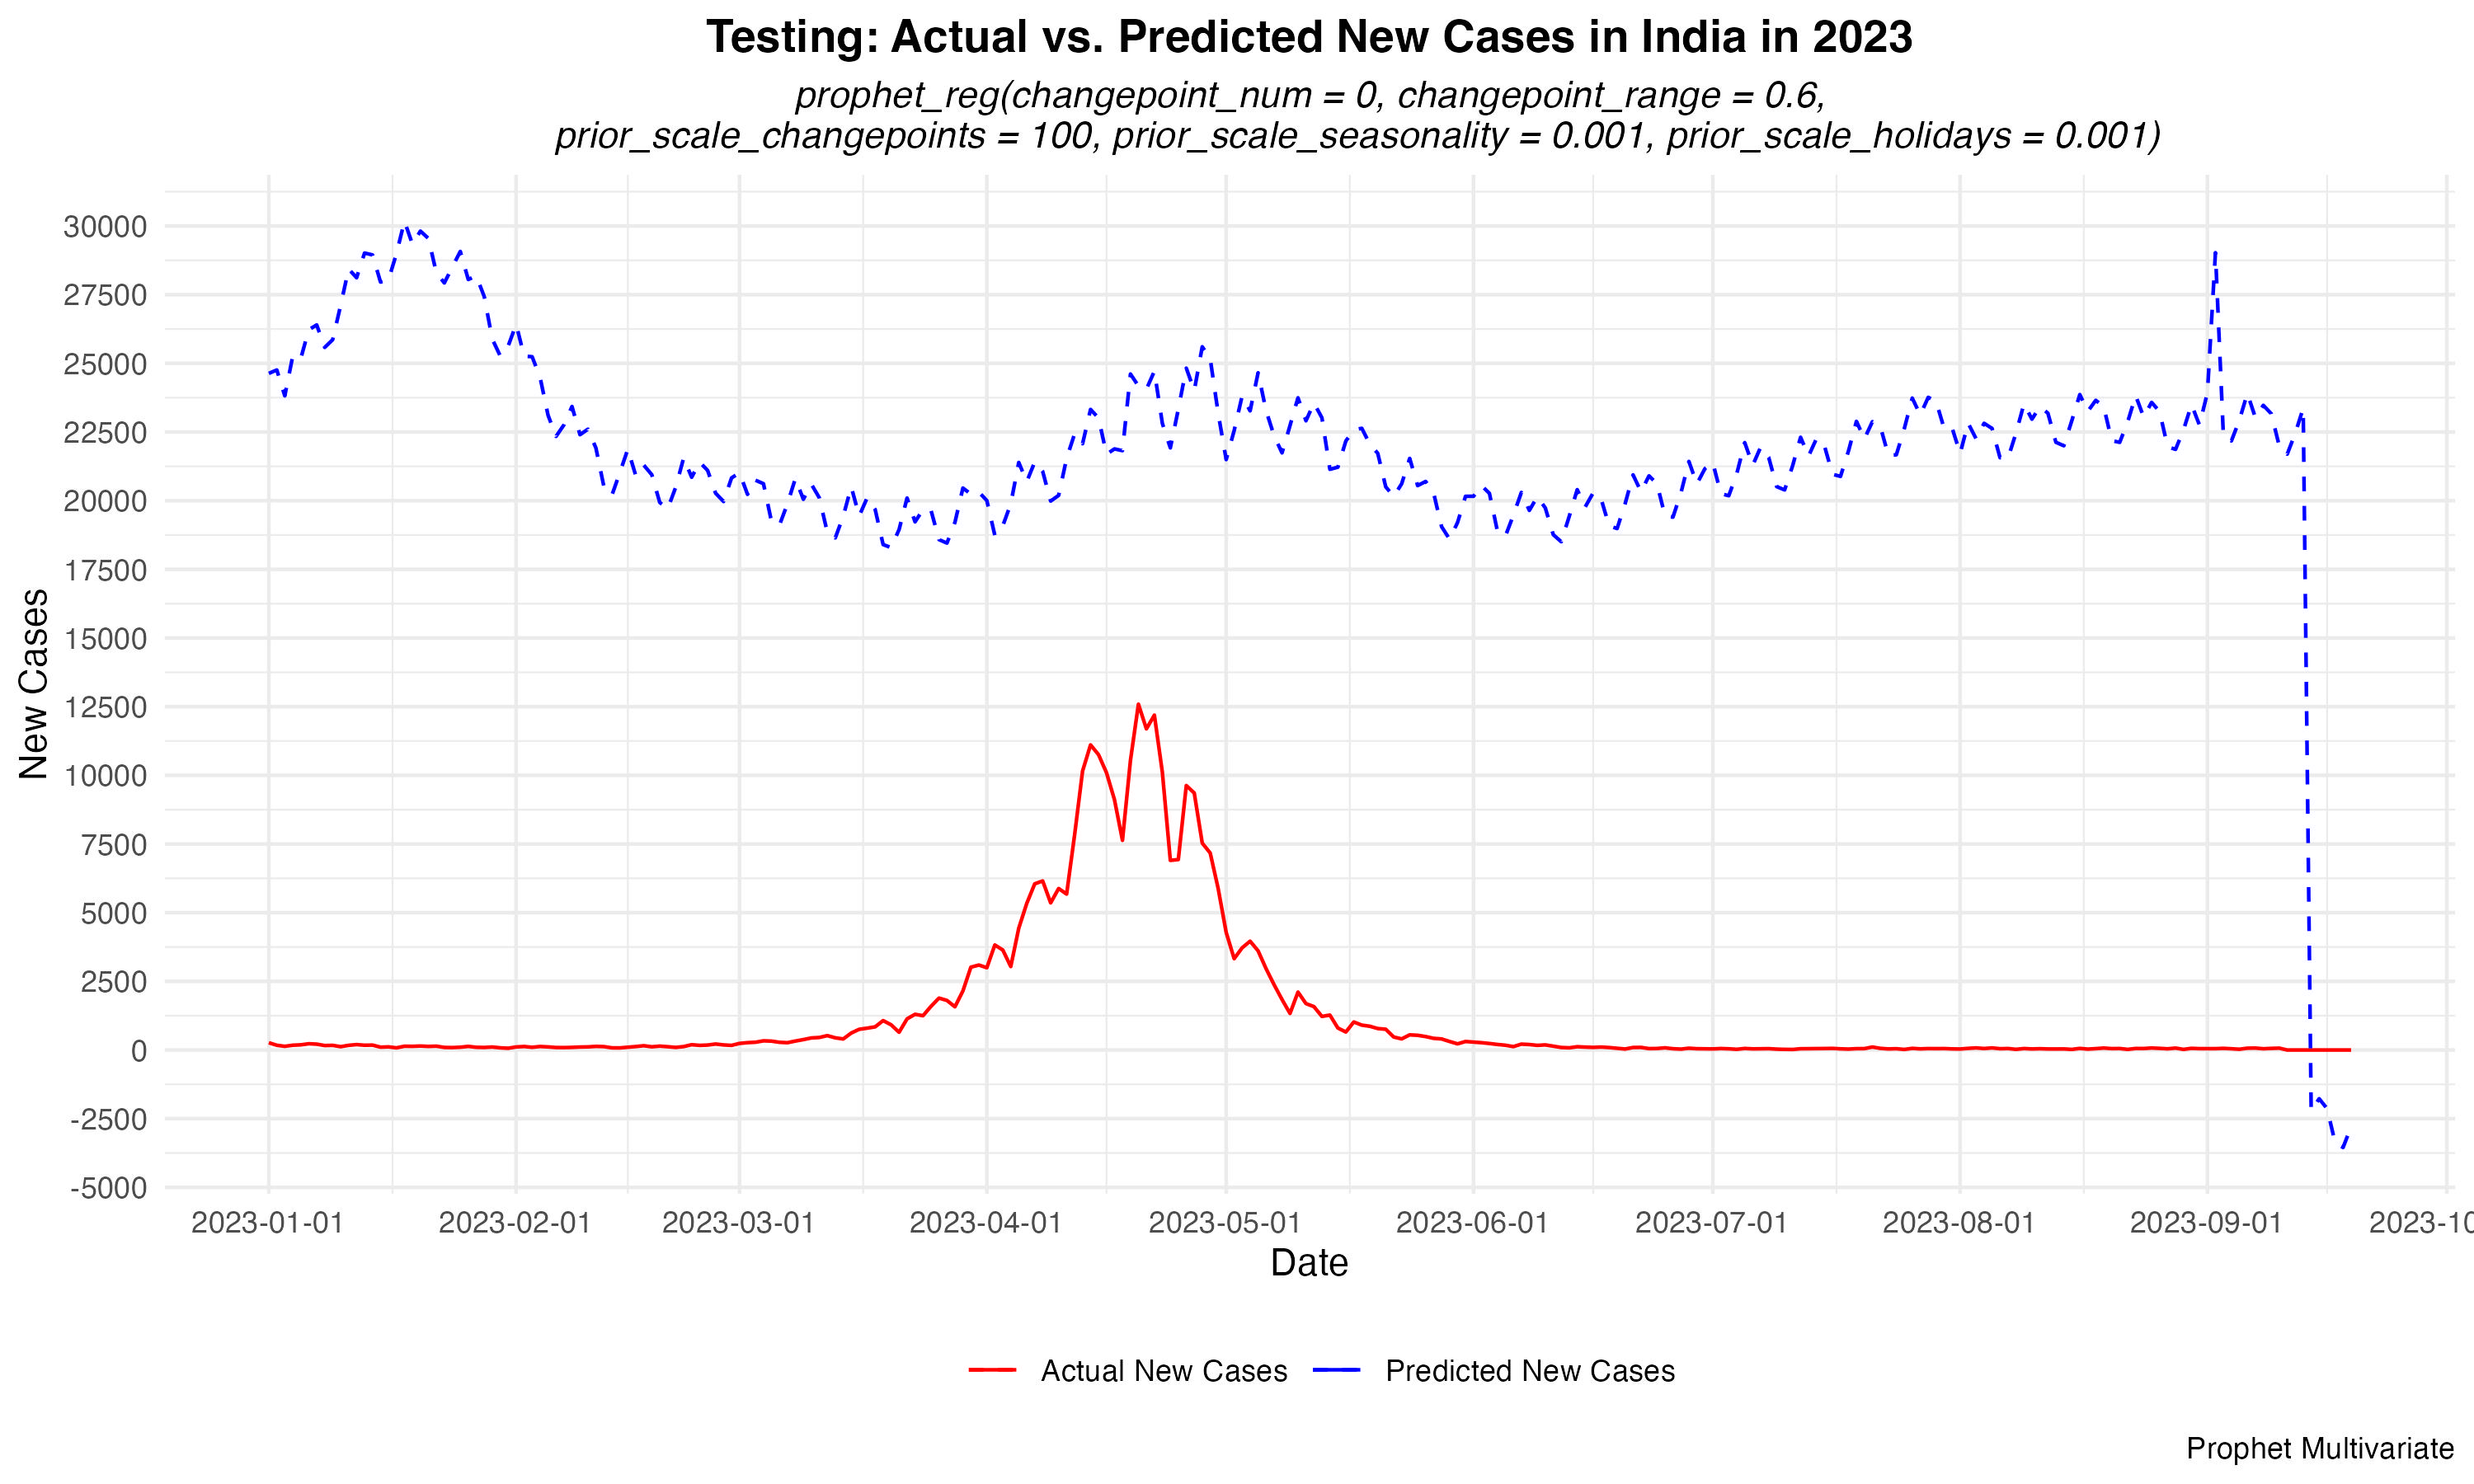 Testing: Actual vs. Predicted New Cases in India in 2023
prophet_reg(changepoint_num = 0, changepoint_range = 0.6,
prior_scale_changepoints = 100, prior_scale_seasonality = 0.001, prior_scale_holidays = 0.001)
New Cases
30000
27500
25000
22500
20000
17500
15000
12500
10000
7500
5000
2500
0
-2500
-5000
2023-01-01 2023-02-01 2023-03-01 2023-04-01 2023-05-01 2023-06-01 2023-07-01 2023-08-01 2023-09-01 2023-10
Date
Actual New Cases Predicted New Cases
Prophet Multivariate